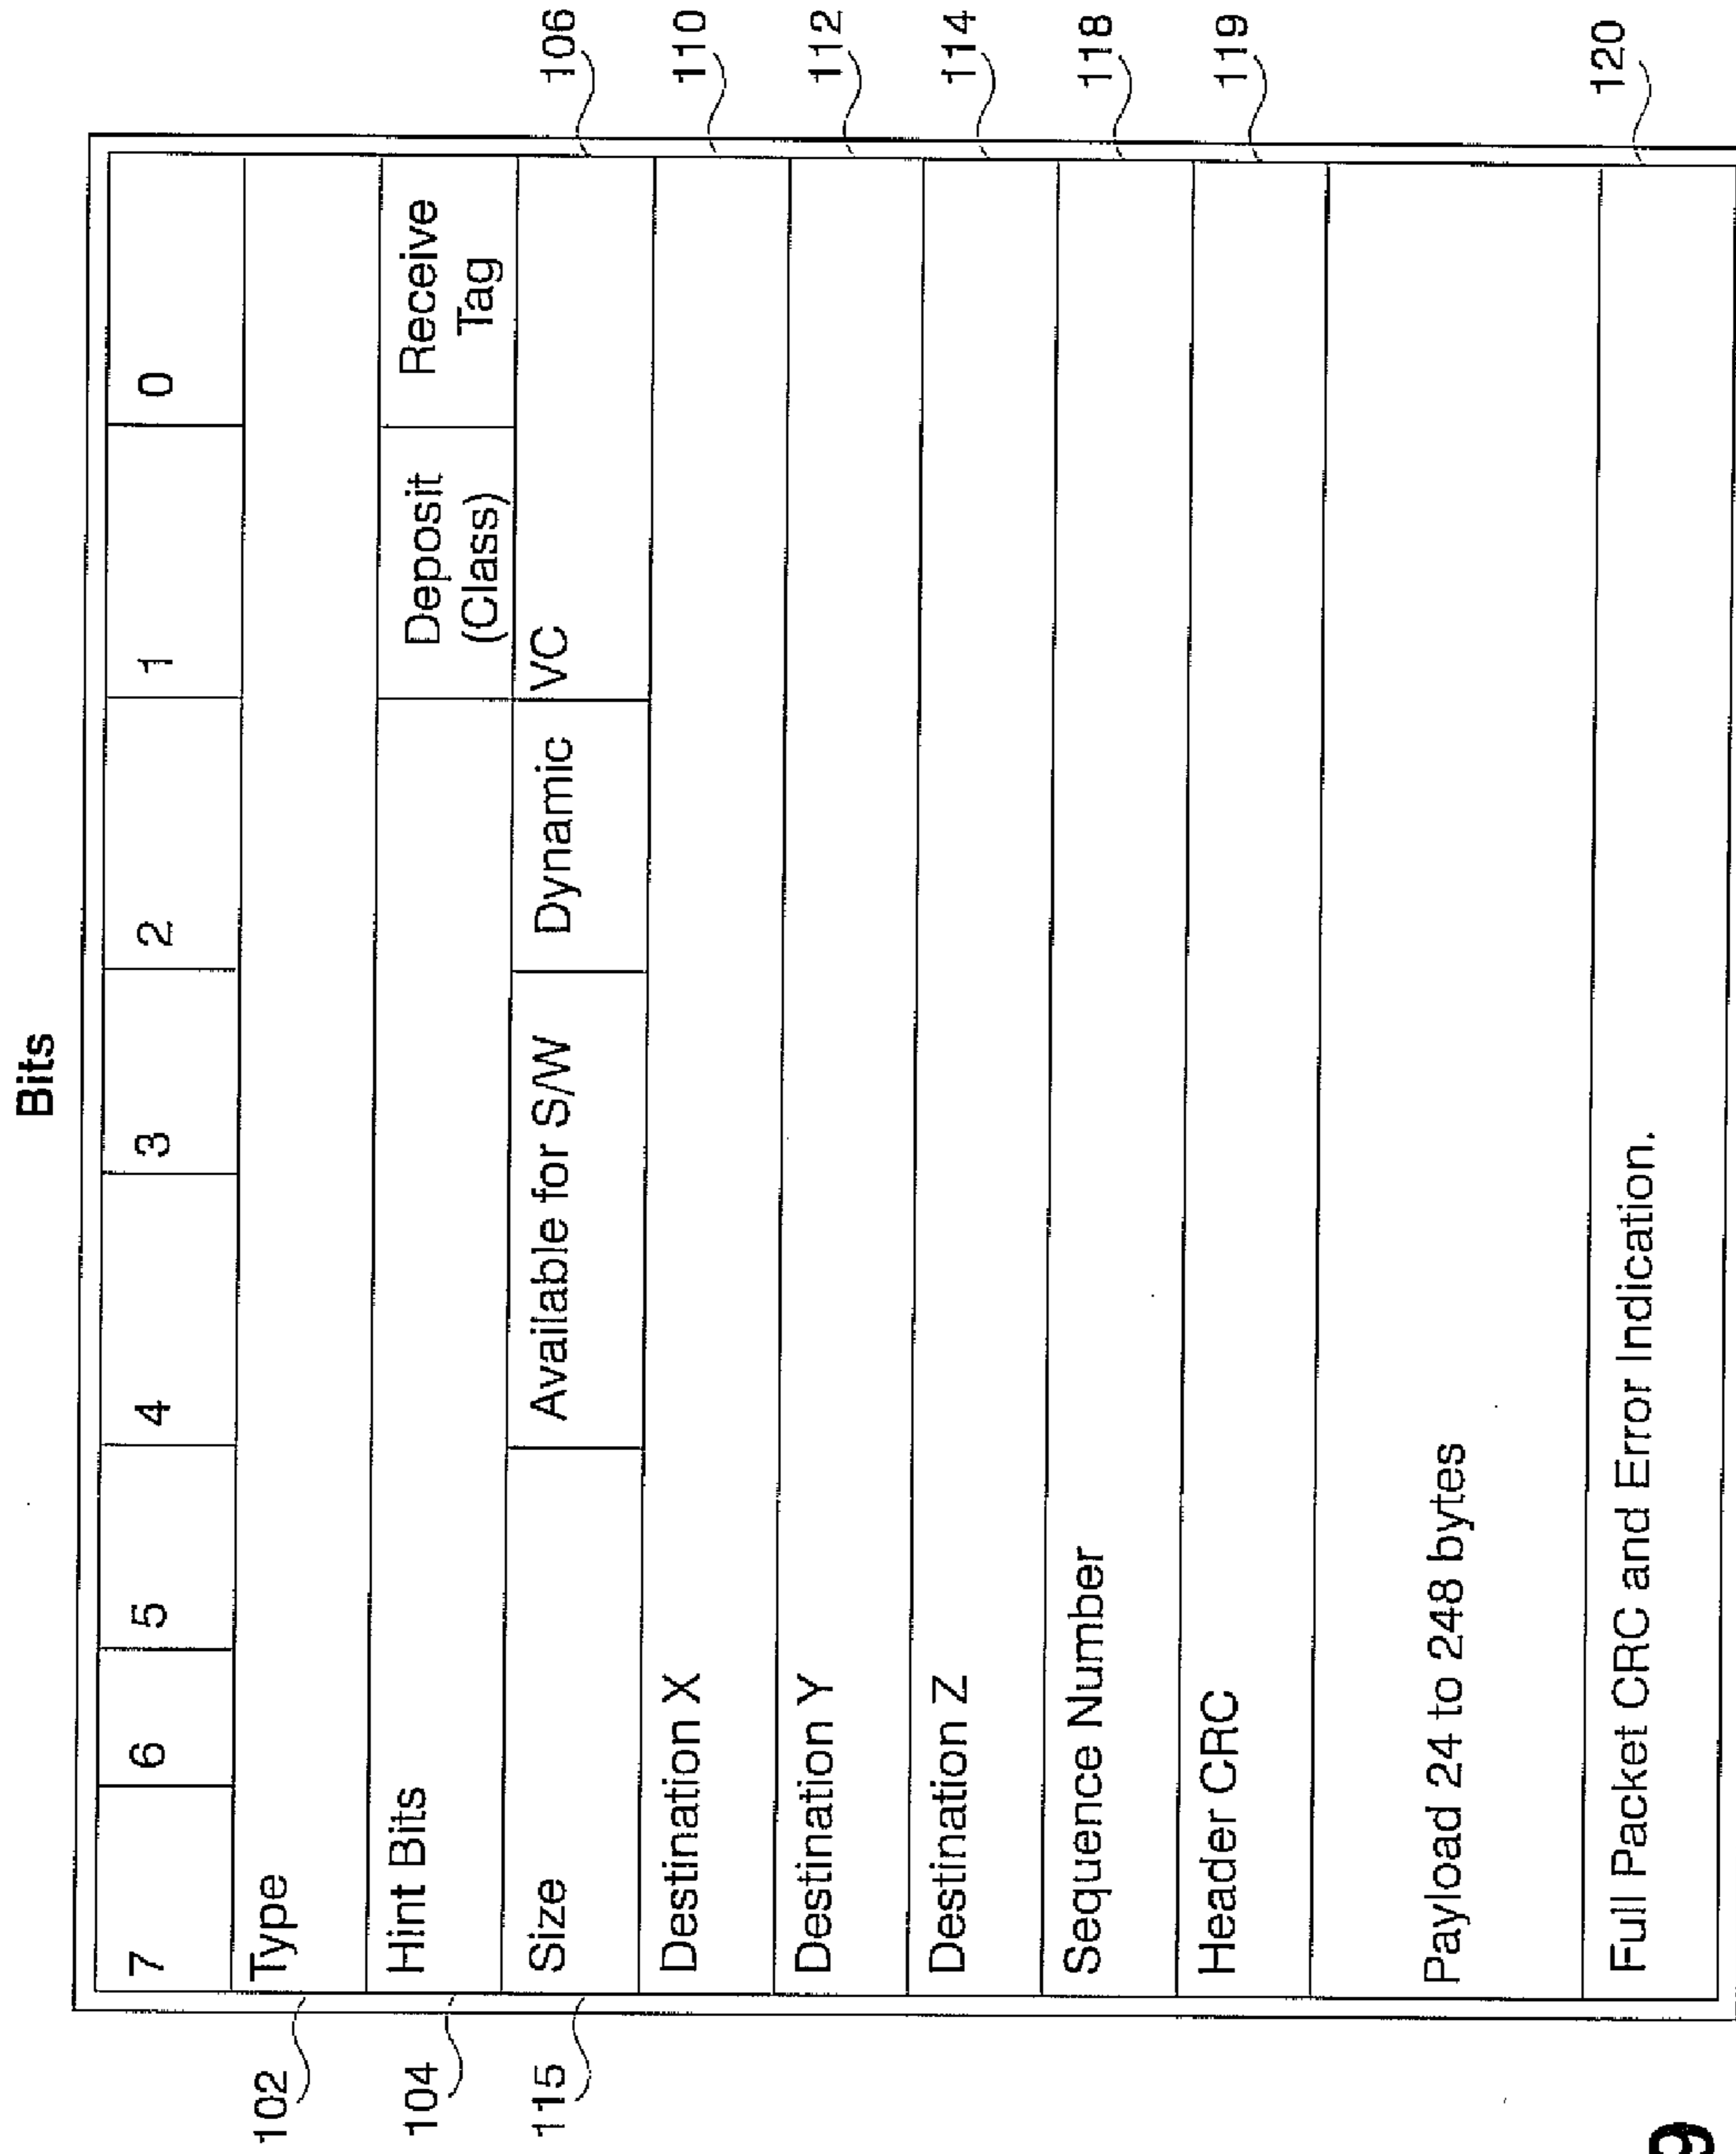 Bits
7 6 5 4 3 2 1 0
102 Type
104 Hint Bits Deposit (Class) Receive Tag
115 Size Available for S/W Dynamic VC 106
Destination X 110
Destination Y 112
Destination Z 114
Sequence Number 118
Header CRC 119
Payload 24 to 248 bytes
Full Packet CRC and Error Indication. 120